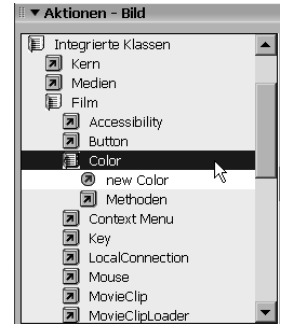 Aktionen - Bild
Integrierte Klassen
Kern
Medien
Film
Accessibility
Button
Color
new Color
Methoden
Context Menu
Key
LocalConnection
Mouse
MovieClip
MovieClipLoader